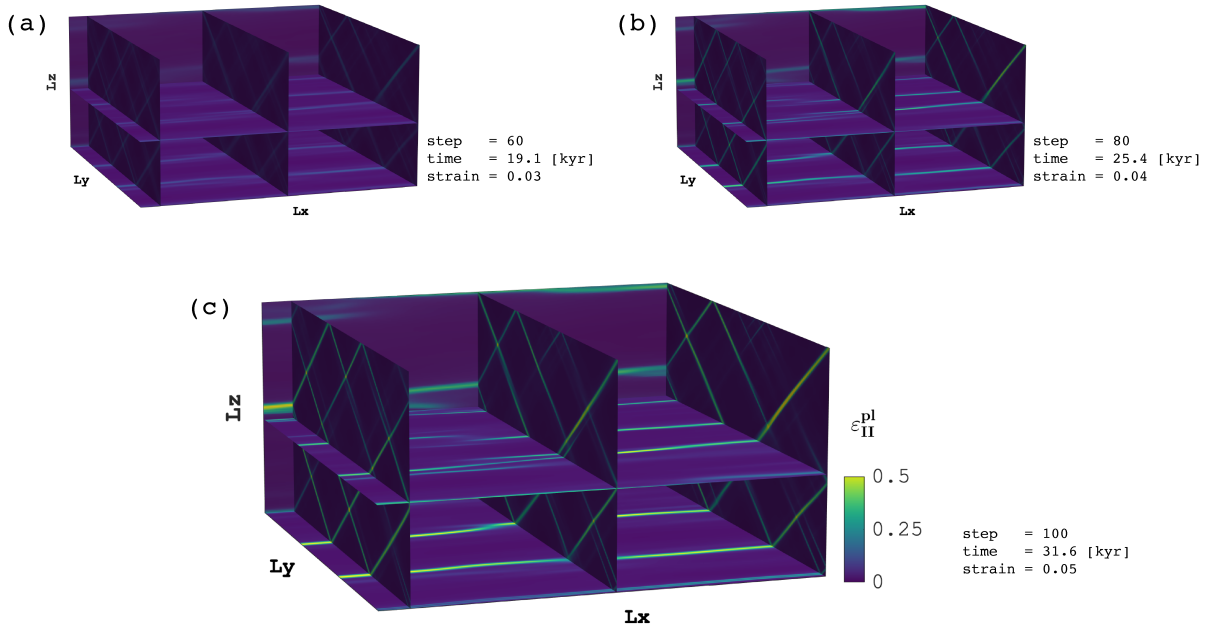 (a)
Lz
Ly
Lx
step   = 60
time   = 19.1 [kyr]
strain = 0.03
(b)
Lz
Ly
Lx
step   = 80
time   = 25.4 [kyr]
strain = 0.04
(c)
Lz
Ly
Lx
ε_II^pl
0.5
0.25
0
step   = 100
time   = 31.6 [kyr]
strain = 0.05